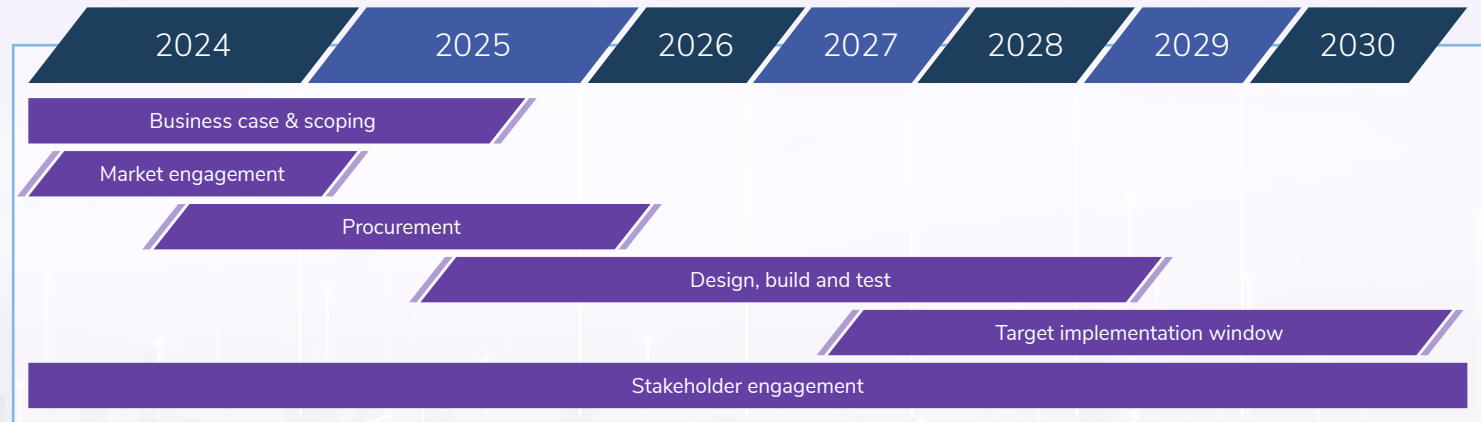 2024 2025 2026 2027 2028 2029 2030
Business case & scoping
Market engagement
Procurement
Design, build and test
Target implementation window
Stakeholder engagement